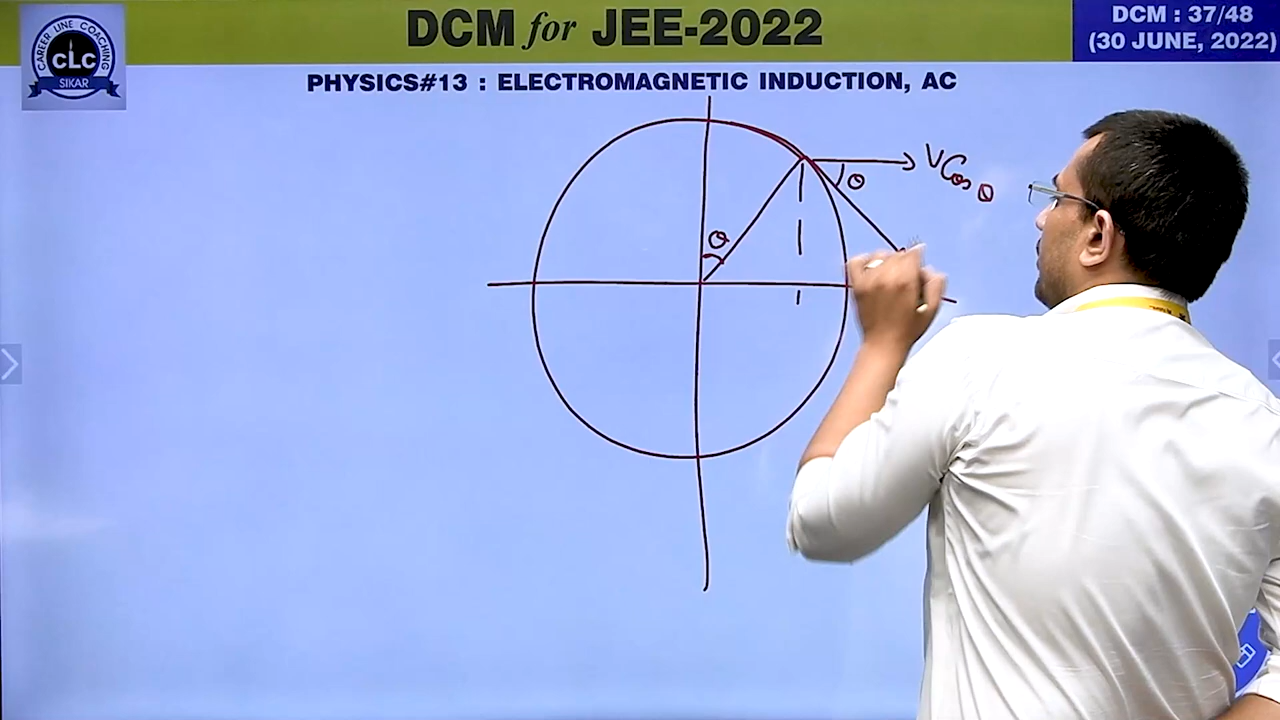 DCM for JEE-2022
DCM : 37/48
(30 JUNE, 2022)
CAREER LINE COACHING
CLC
SIKAR
PHYSICS#13 : ELECTROMAGNETIC INDUCTION, AC
θ
θ
V Cos θ